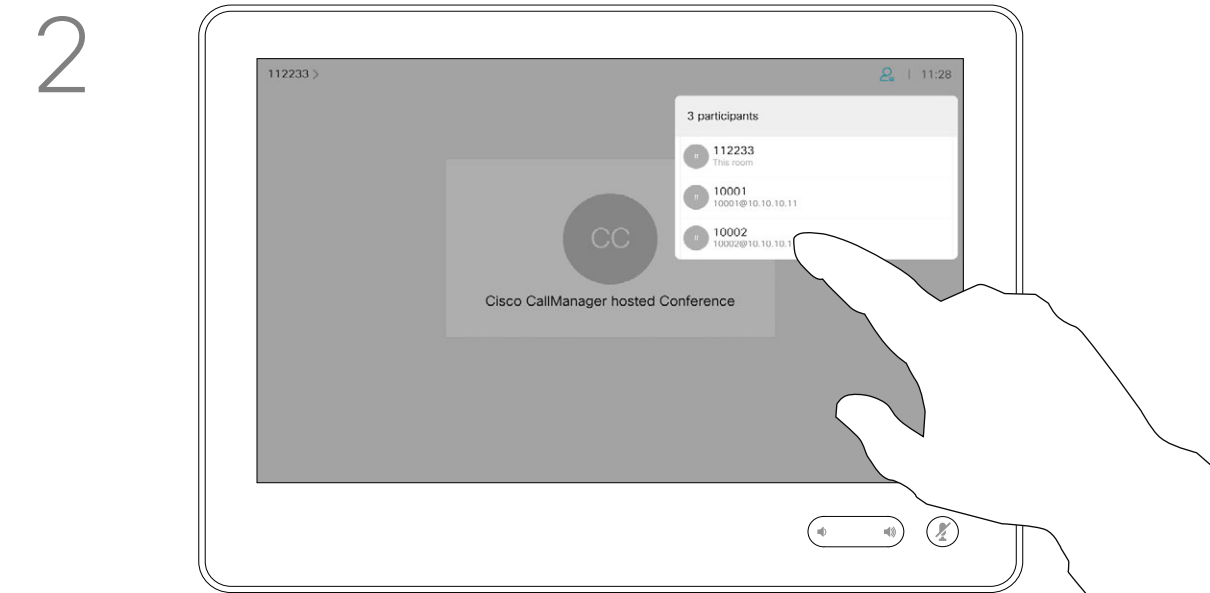 2
112233 >
11:28
3 participants
112233
This room
10001
10001@10.10.10.11
10002
CC
Cisco CallManager hosted Conference